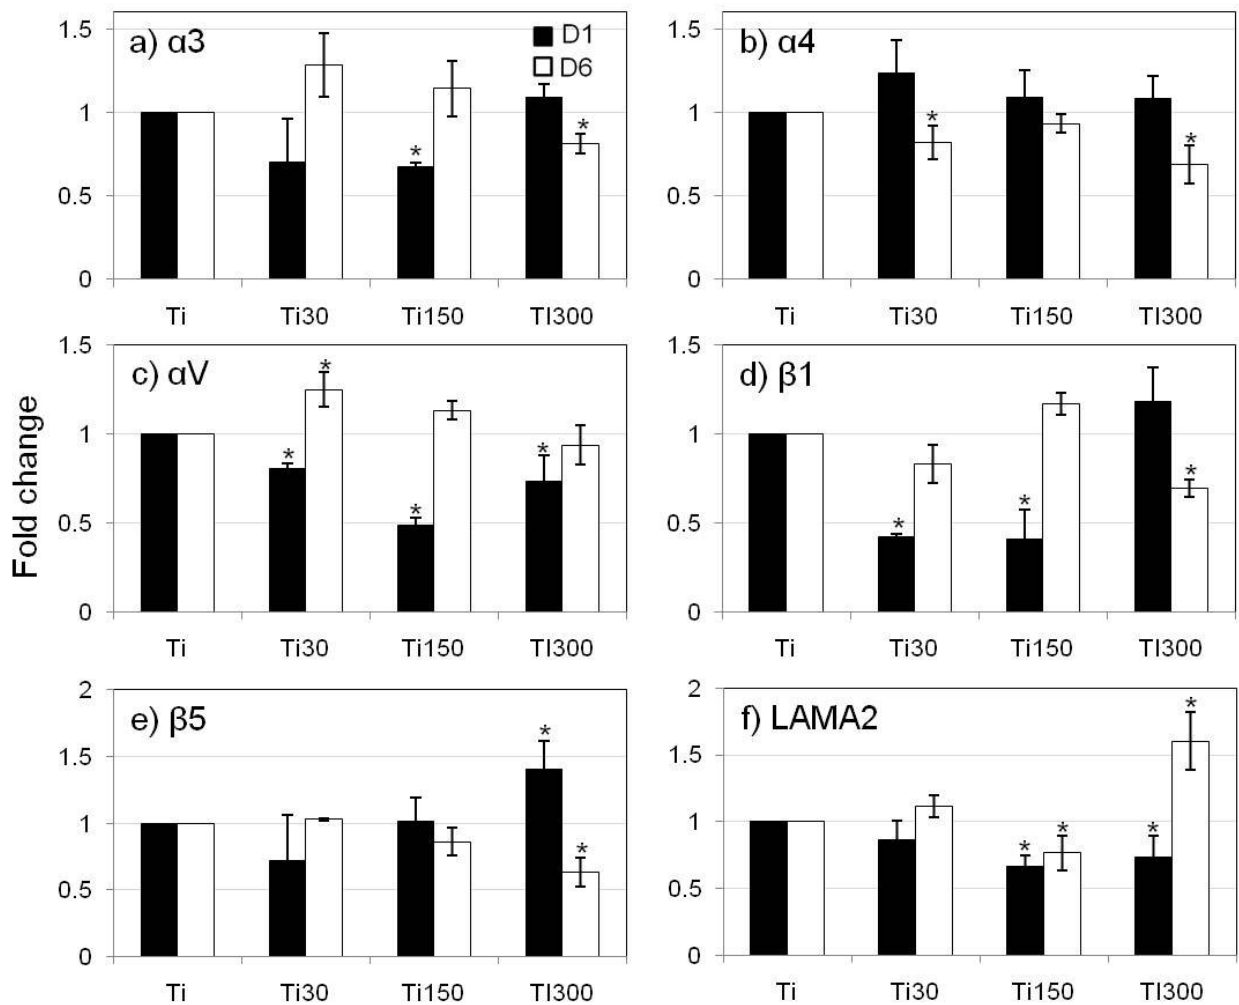 a) α3
D1
D6
1.5
1
0.5
0
Ti
Ti30
Ti150
TI300
*
*
b) α4
1.5
1
0.5
0
Ti
Ti30
Ti150
TI300
*
*
Fold change
c) αV
1.5
1
0.5
0
Ti
Ti30
Ti150
TI300
*
*
*
*
d) β1
1.5
1
0.5
0
Ti
Ti30
Ti150
TI300
*
*
*
e) β5
2
1.5
1
0.5
0
Ti
Ti30
Ti150
TI300
*
*
f) LAMA2
2
1.5
1
0.5
0
Ti
Ti30
Ti150
TI300
*
*
*
*